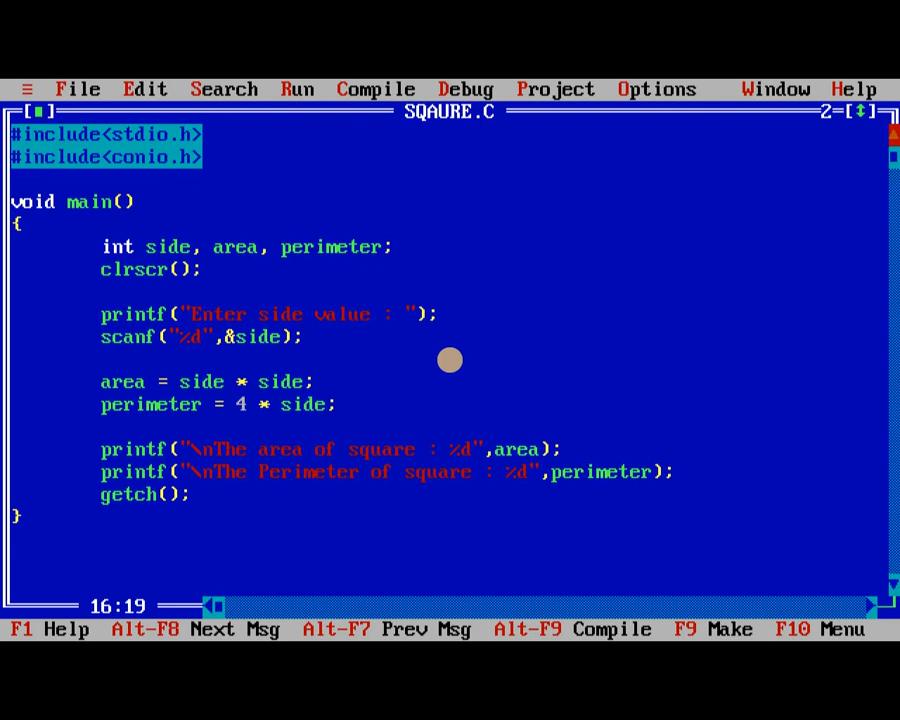 ≡ File Edit Search Run Compile Debug Project Options Window Help
[■] SQAURE.C 2=[↕]
#include<stdio.h>
#include<conio.h>
void main()
{
int side, area, perimeter;
clrscr();
printf("Enter side value : ");
scanf("%d",&side);
area = side * side;
perimeter = 4 * side;
printf("\nThe area of square : %d",area);
printf("\nThe Perimeter of square : %d",perimeter);
getch();
}
16:19
F1 Help Alt-F8 Next Msg Alt-F7 Prev Msg Alt-F9 Compile F9 Make F10 Menu